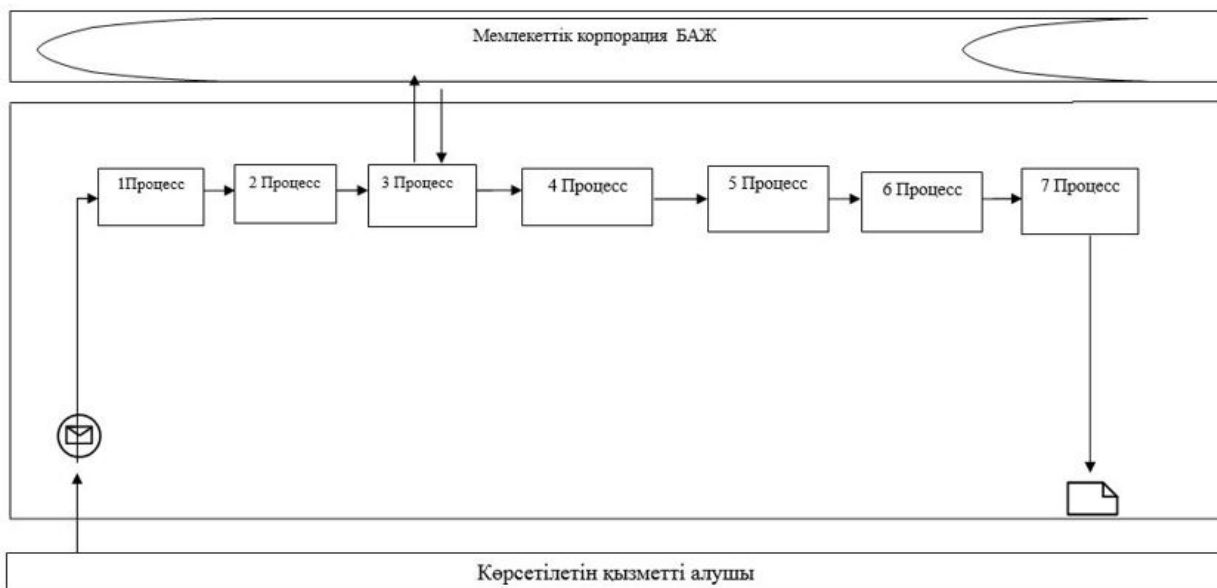 Мемлекеттік корпорация БАЖ
1Процесс
2 Процесс
3 Процесс
4 Процесс
5 Процесс
6 Процесс
7 Процесс
Көрсетілетін қызметті алушы